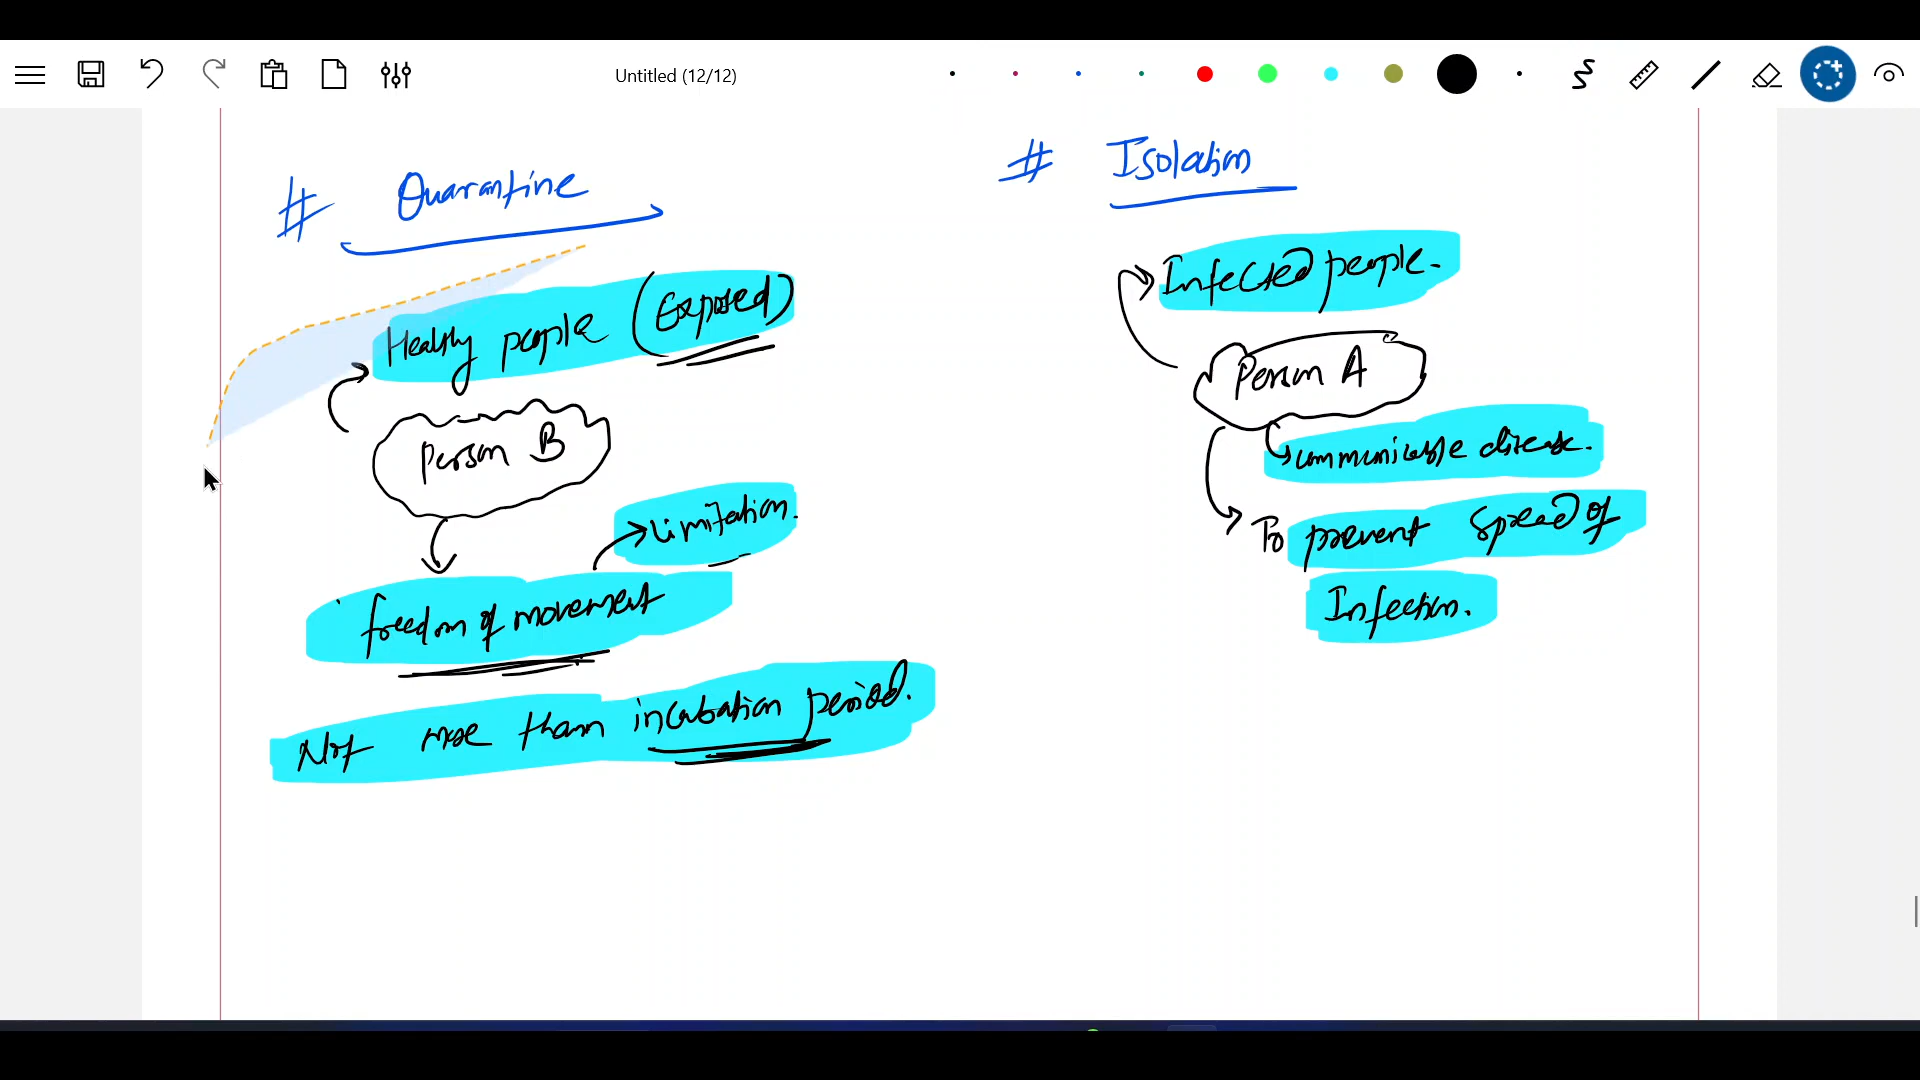 Untitled (12/12)
# Quarantine
Healthy people (Exposed)
Person B
Limitation.
freedom of movement
Not more than incubation period.
# Isolation
Infected people.
Person A
communicable disease.
To prevent spread of
Infection.